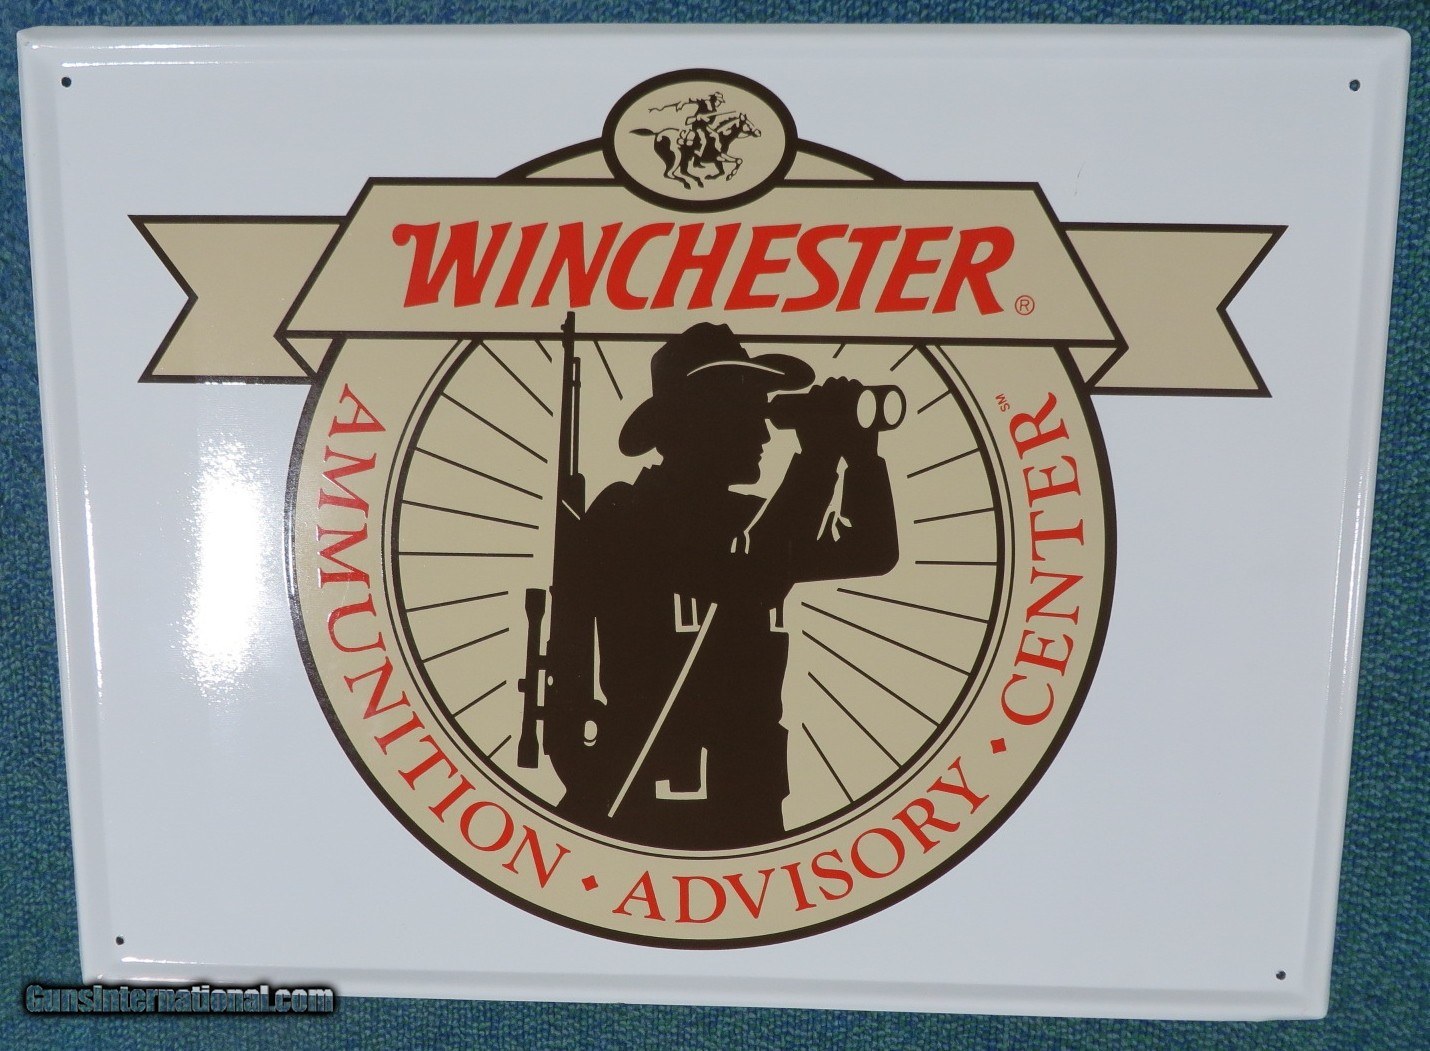 WINCHESTER®
AMMUNITION · ADVISORY · CENTER℠
GunsInternational.com